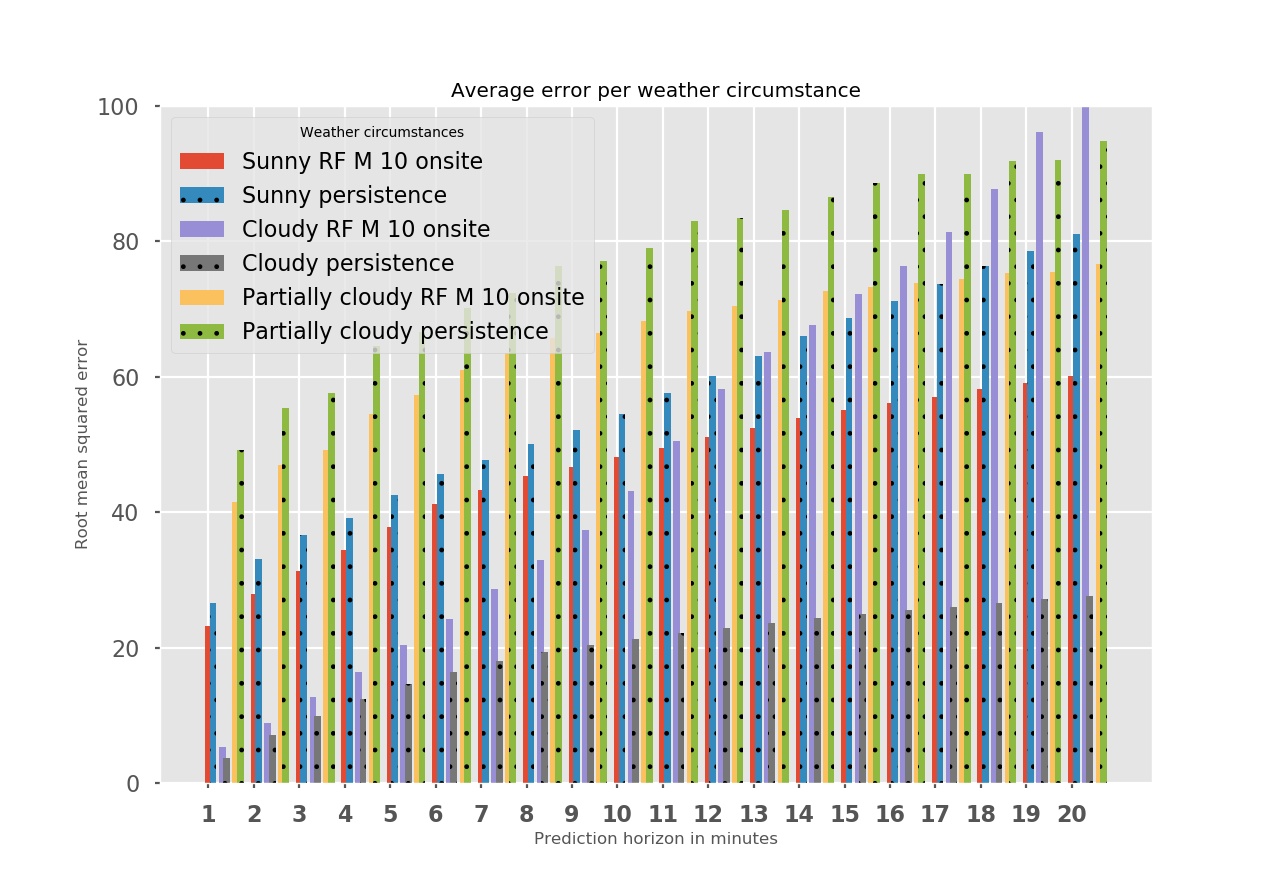 Average error per weather circumstance
100
80
60
40
20
0
Root mean squared error
Weather circumstances
Sunny RF M 10 onsite
Sunny persistence
Cloudy RF M 10 onsite
Cloudy persistence
Partially cloudy RF M 10 onsite
Partially cloudy persistence
1 2 3 4 5 6 7 8 9 10 11 12 13 14 15 16 17 18 19 20
Prediction horizon in minutes